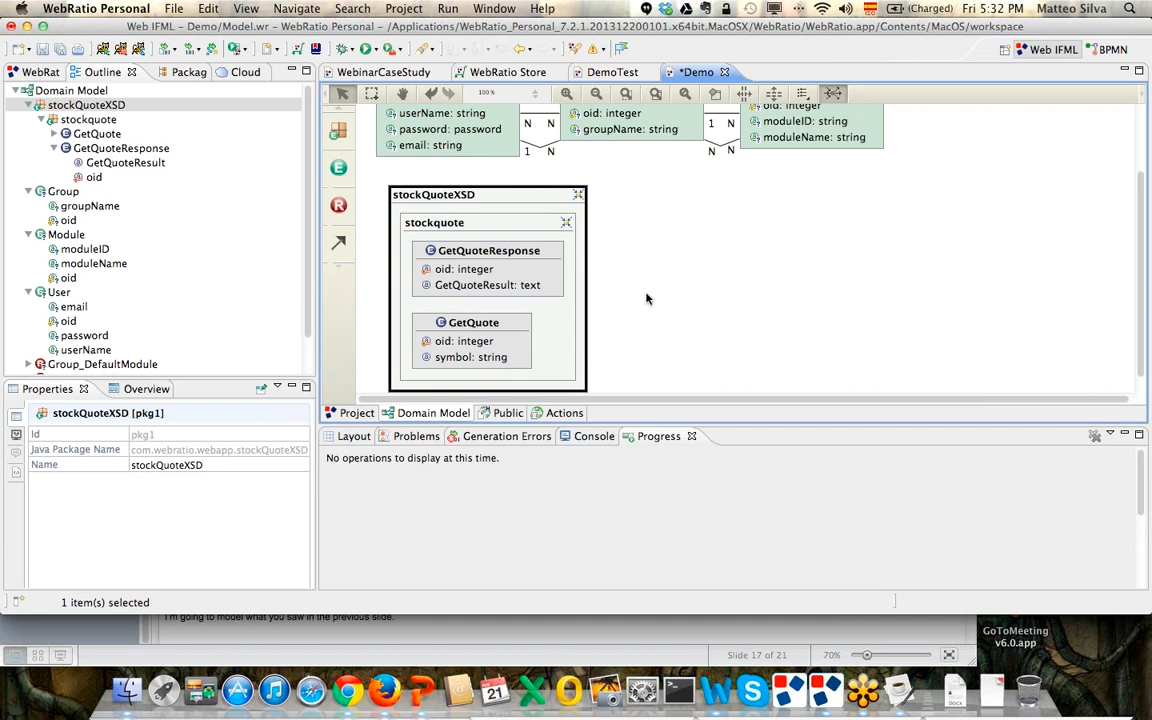 WebRatio Personal File Edit View Navigate Search Project Run Window Help (Charged) Fri 5:32 PM Matteo Silva
Web IFML - Demo/Model.wr - WebRatio Personal - /Applications/WebRatio_Personal_7.2.1.201312200101.x64bit.MacOSX/WebRatio/WebRatio.app/Contents/MacOS/workspace
Web IFML BPMN
WebRat Outline Packag Cloud
WebinarCaseStudy WebRatio Store DemoTest *Demo
100 %
Domain Model
stockQuoteXSD
stockquote
GetQuote
GetQuoteResponse
GetQuoteResult
oid
Group
groupName
oid
Module
moduleID
moduleName
oid
User
email
oid
password
userName
Group_DefaultModule
userName: string
password: password
email: string
N N
1 N
oid: integer
groupName: string
1 N
N N
oid: integer
moduleID: string
moduleName: string
stockQuoteXSD
stockquote
GetQuoteResponse
oid: integer
GetQuoteResult: text
GetQuote
oid: integer
symbol: string
Project Domain Model Public Actions
Properties Overview
stockQuoteXSD [pkg1]
Id pkg1
Java Package Name com.webratio.webapp.stockQuoteXSD
Name stockQuoteXSD
Layout Problems Generation Errors Console Progress
No operations to display at this time.
1 item(s) selected
I'm going to model what you saw in the previous slide.
Slide 17 of 21 70%
GoToMeeting
v6.0.app